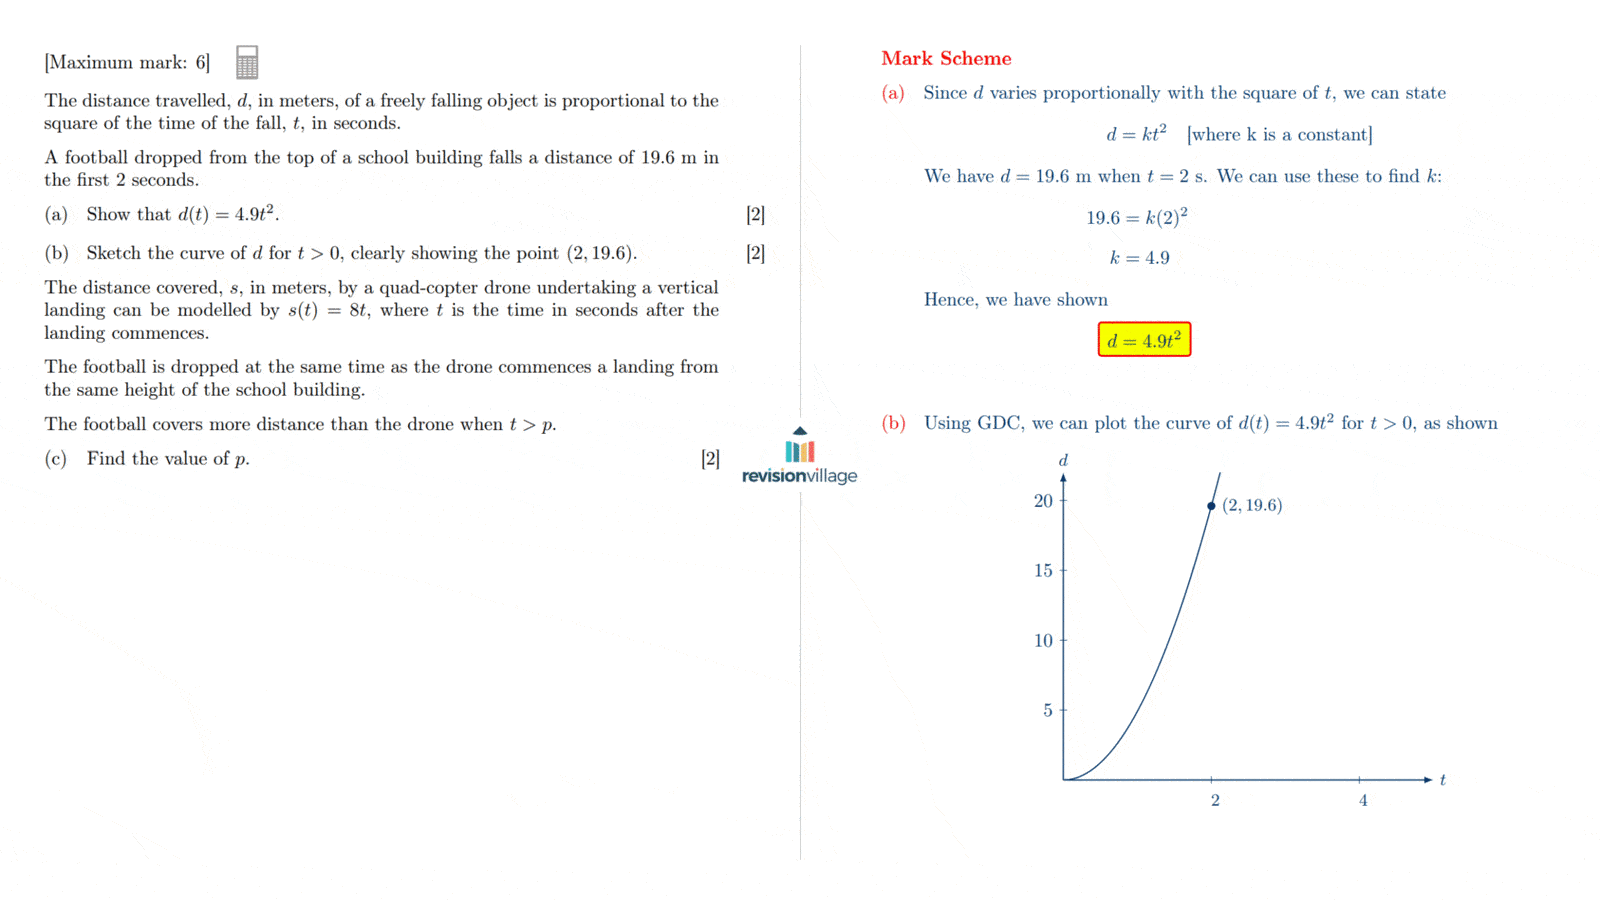 [Maximum mark: 6]
The distance travelled, d, in meters, of a freely falling object is proportional to the
square of the time of the fall, t, in seconds.
A football dropped from the top of a school building falls a distance of 19.6 m in
the first 2 seconds.
(a) Show that d(t) = 4.9t². [2]
(b) Sketch the curve of d for t > 0, clearly showing the point (2, 19.6). [2]
The distance covered, s, in meters, by a quad-copter drone undertaking a vertical
landing can be modelled by s(t) = 8t, where t is the time in seconds after the
landing commences.
The football is dropped at the same time as the drone commences a landing from
the same height of the school building.
The football covers more distance than the drone when t > p.
(c) Find the value of p. [2]
revisionvillage
Mark Scheme
(a) Since d varies proportionally with the square of t, we can state
d = kt² [where k is a constant]
We have d = 19.6 m when t = 2 s. We can use these to find k:
19.6 = k(2)²
k = 4.9
Hence, we have shown
d = 4.9t²
(b) Using GDC, we can plot the curve of d(t) = 4.9t² for t > 0, as shown
d
20
(2, 19.6)
15
10
5
t
2 4